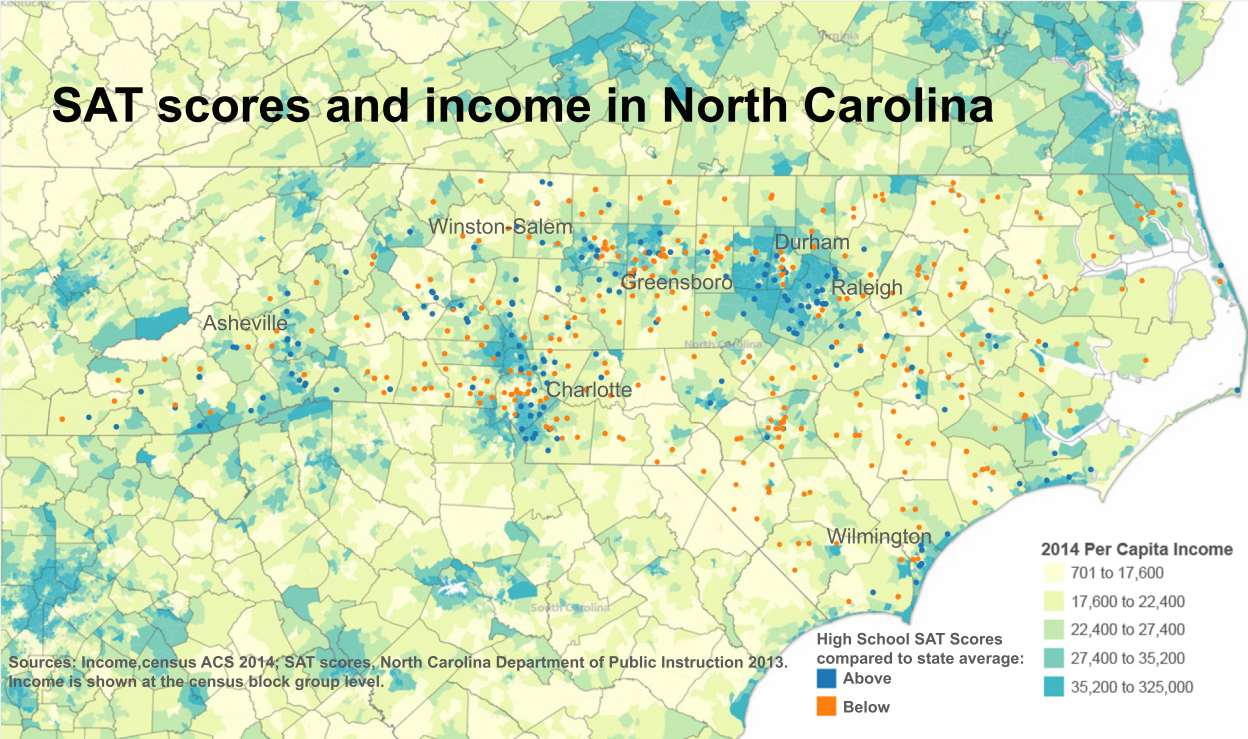 Kentucky
Virginia
SAT scores and income in North Carolina
Winston-Salem
Durham
Greensboro
Raleigh
Asheville
North Carolina
Charlotte
Wilmington
South Carolina
2014 Per Capita Income
701 to 17,600
17,600 to 22,400
22,400 to 27,400
27,400 to 35,200
35,200 to 325,000
High School SAT Scores
compared to state average:
Above
Below
Sources: Income,census ACS 2014; SAT scores, North Carolina Department of Public Instruction 2013.
Income is shown at the census block group level.